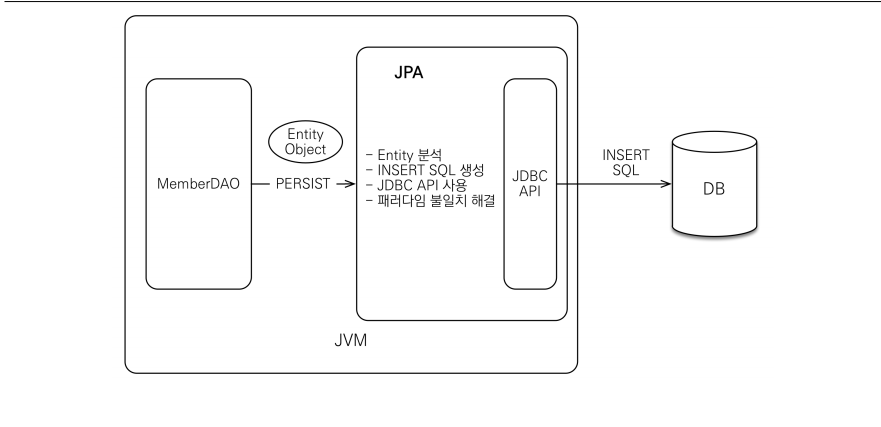 JPA
Entity
Object
MemberDAO
PERSIST
- Entity 분석
- INSERT SQL 생성
- JDBC API 사용
- 패러다임 불일치 해결
JDBC
API
INSERT
SQL
DB
JVM